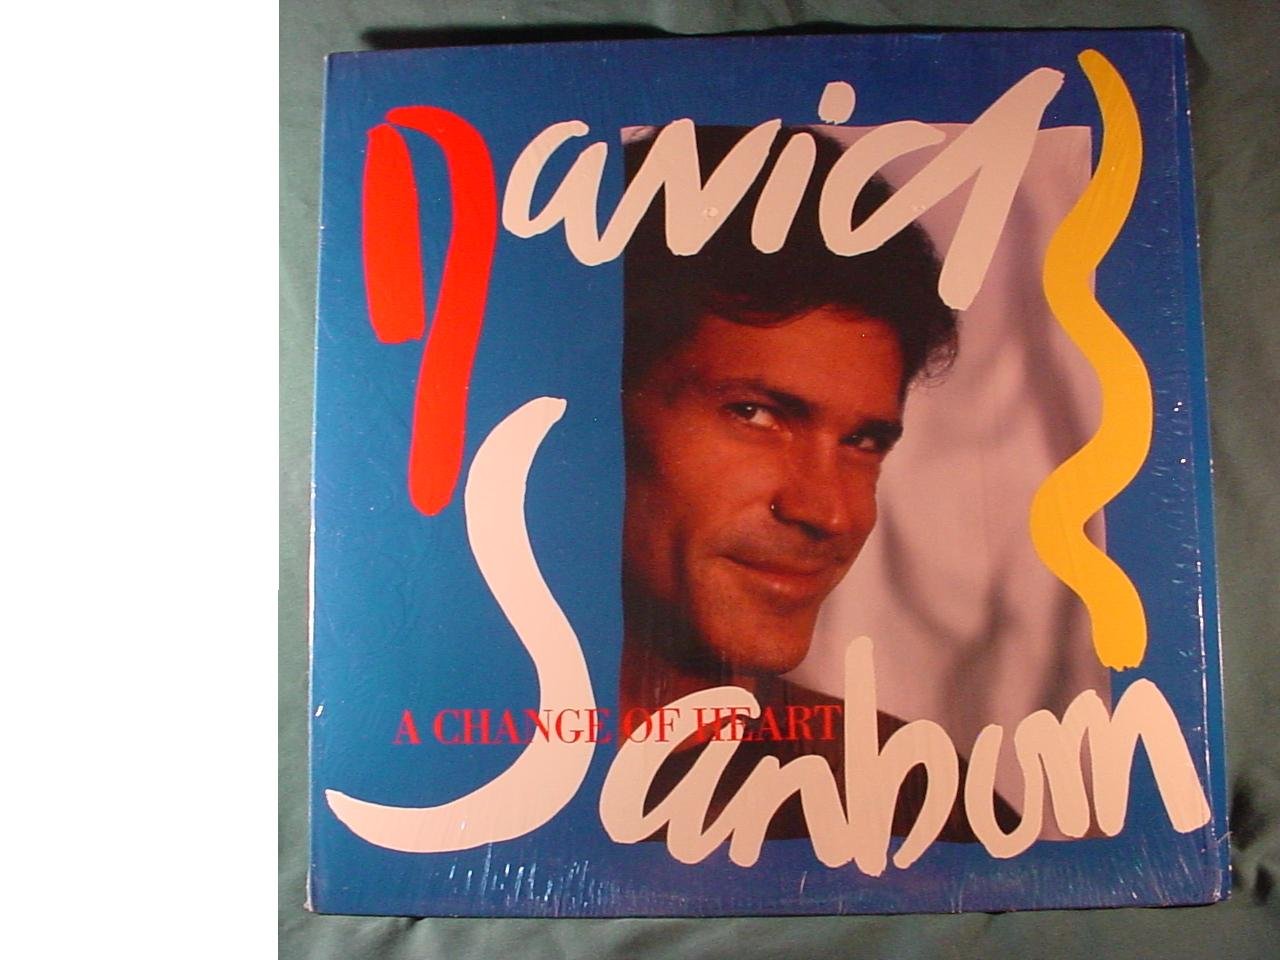 David
Sanborn
A CHANGE OF HEART